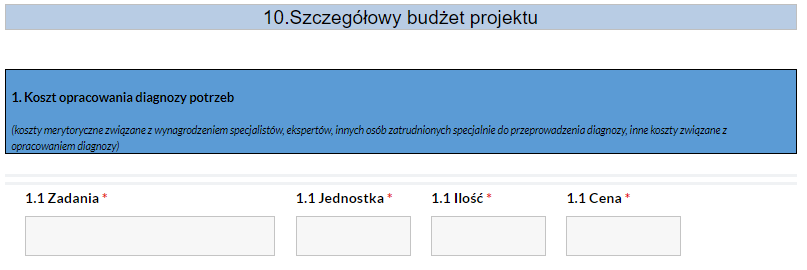 10.Szczegółowy budżet projektu
1. Koszt opracowania diagnozy potrzeb
(koszty merytoryczne związane z wynagrodzeniem specjalistów, ekspertów, innych osób zatrudnionych specjalnie do przeprowadzenia diagnozy, inne koszty związane z
opracowaniem diagnozy)
1.1 Zadania * 1.1 Jednostka * 1.1 Ilość * 1.1 Cena *